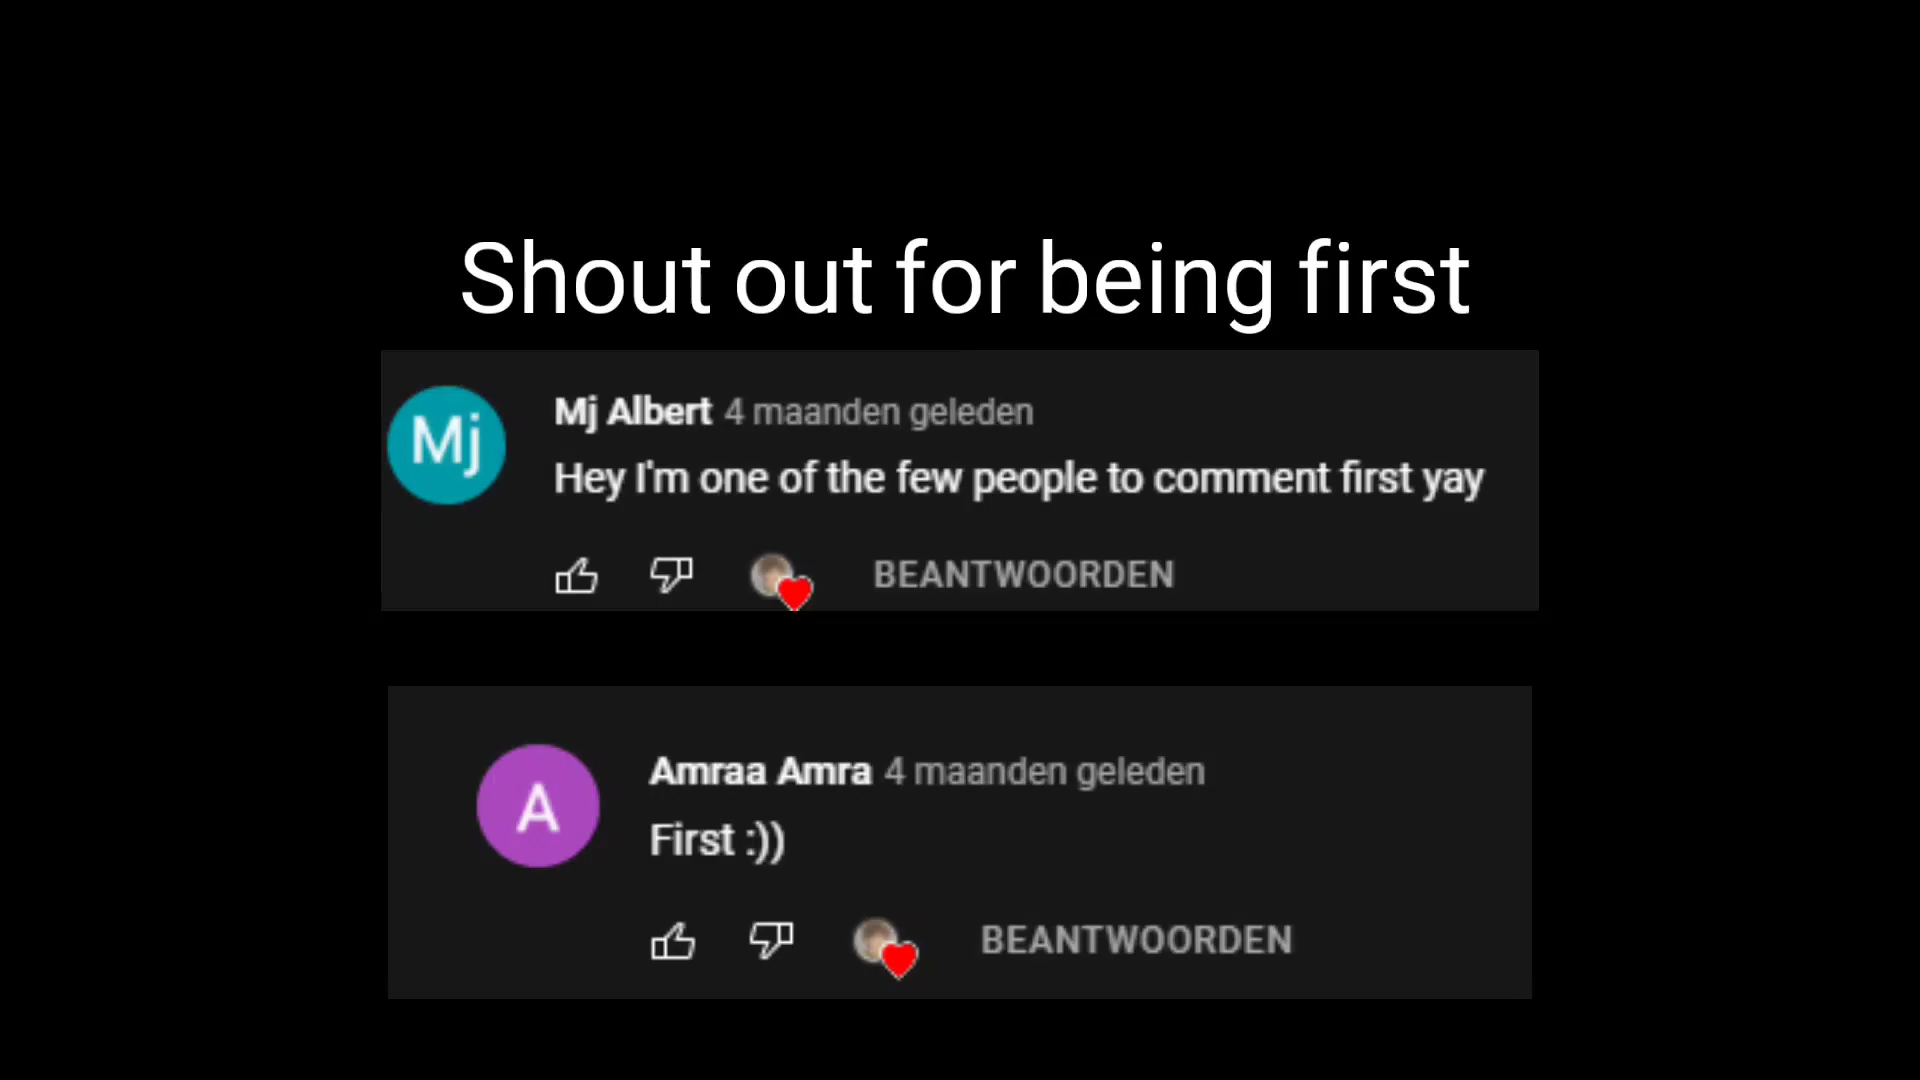 Shout out for being first
Mj
Mj Albert 4 maanden geleden
Hey I'm one of the few people to comment first yay
BEANTWOORDEN
A
Amraa Amra 4 maanden geleden
First :))
BEANTWOORDEN